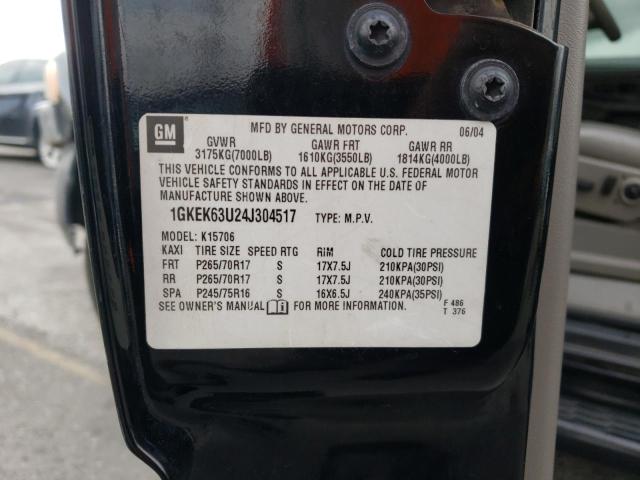 GM
MFD BY GENERAL MOTORS CORP. 06/04
GVWR GAWR FRT GAWR RR
3175KG(7000LB) 1610KG(3550LB) 1814KG(4000LB)
THIS VEHICLE CONFORMS TO ALL APPLICABLE U.S. FEDERAL MOTOR
VEHICLE SAFETY STANDARDS IN EFFECT ON THE DATE OF
MANUFACTURE SHOWN ABOVE.
1GKEK63U24J304517 TYPE: M.P.V.
MODEL: K15706
KAXI TIRE SIZE SPEED RTG RIM COLD TIRE PRESSURE
FRT P265/70R17 S 17X7.5J 210KPA(30PSI)
RR P265/70R17 S 17X7.5J 210KPA(30PSI)
SPA P245/75R16 S 16X6.5J 240KPA(35PSI)
SEE OWNER'S MANUAL FOR MORE INFORMATION. F 486
T 376